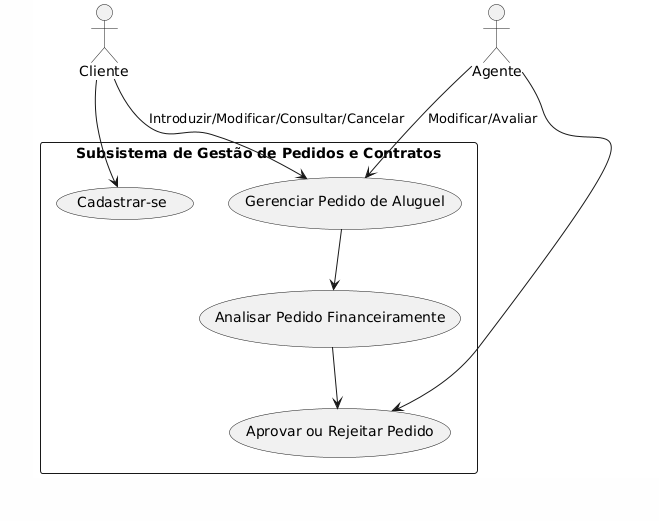 Cliente
Agente
Introduzir/Modificar/Consultar/Cancelar
Modificar/Avaliar
Subsistema de Gestão de Pedidos e Contratos
Cadastrar-se
Gerenciar Pedido de Aluguel
Analisar Pedido Financeiramente
Aprovar ou Rejeitar Pedido